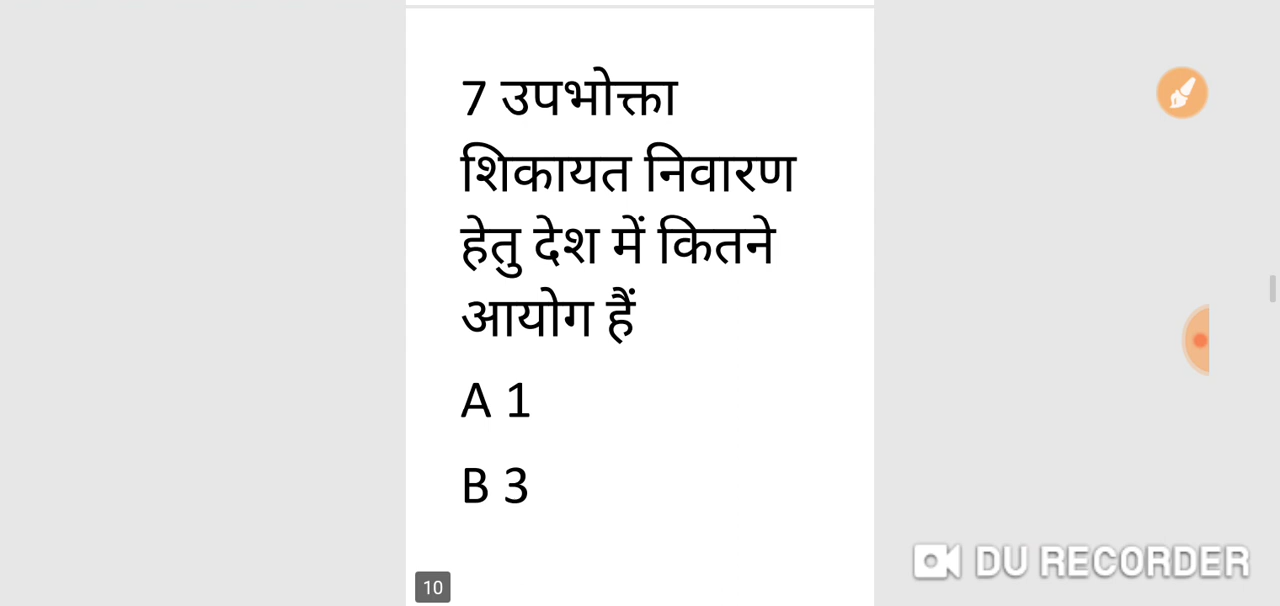 7 उपभोक्ता
शिकायत निवारण
हेतु देश में कितने
आयोग हैं
A 1
B 3
10
DU RECORDER